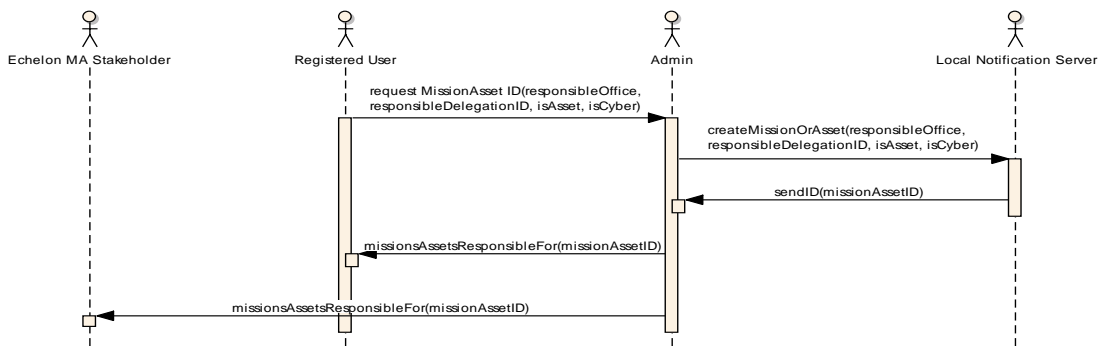 Echelon MA Stakeholder
Registered User
Admin
Local Notification Server
request MissionAsset ID(responsibleOffice,
responsibleDelegationID, isAsset, isCyber)
createMissionOrAsset(responsibleOffice,
responsibleDelegationID, isAsset, isCyber)
sendID(missionAssetID)
missionsAssetsResponsibleFor(missionAssetID)
missionsAssetsResponsibleFor(missionAssetID)